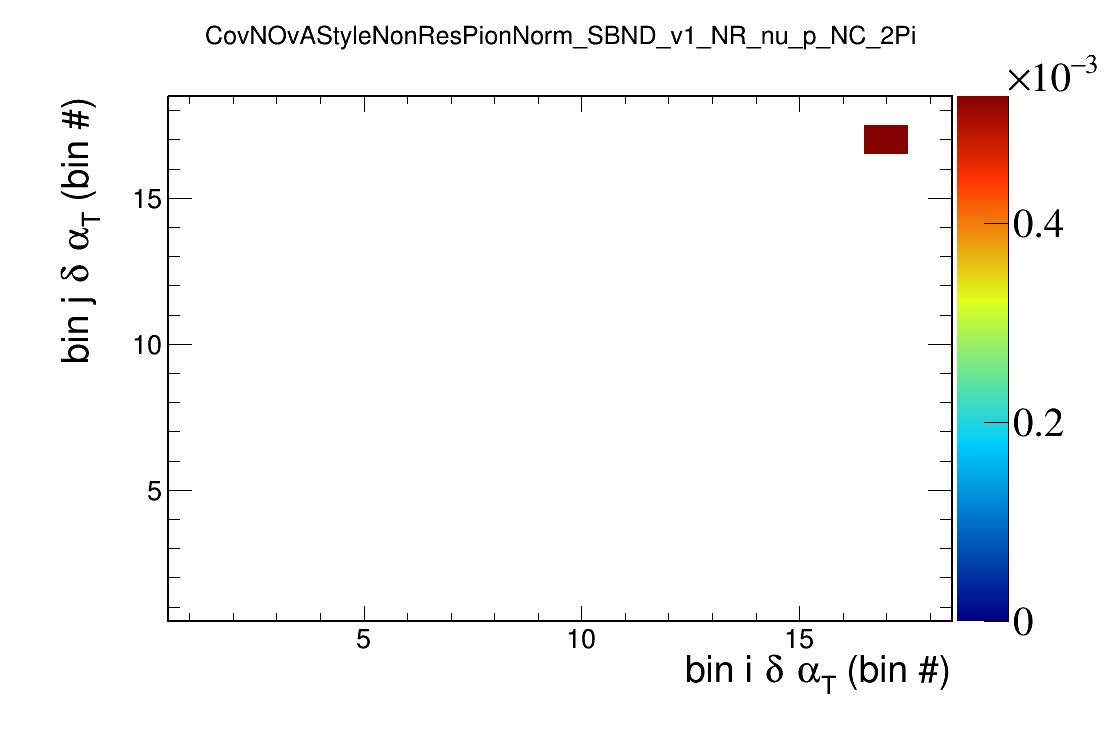 CovNOvAStyleNonResPionNorm_SBND_v1_NR_nu_p_NC_2Pi
×10⁻³
bin j δ α_T (bin #)
15
10
5
0.4
0.2
0
5 10 15
bin i δ α_T (bin #)